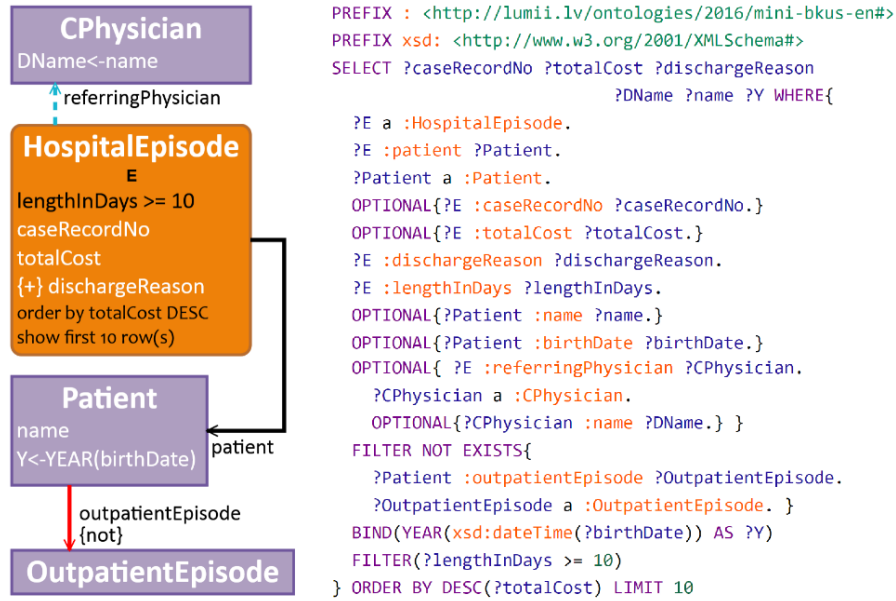 CPhysician
DName<-name
referringPhysician
HospitalEpisode
E
lengthInDays >= 10
caseRecordNo
totalCost
{+} dischargeReason
order by totalCost DESC
show first 10 row(s)
Patient
name
Y<-YEAR(birthDate)
patient
outpatientEpisode
{not}
OutpatientEpisode
PREFIX : <http://lumii.lv/ontologies/2016/mini-bkus-en#>
PREFIX xsd: <http://www.w3.org/2001/XMLSchema#>
SELECT ?caseRecordNo ?totalCost ?dischargeReason
?DName ?name ?Y WHERE{
?E a :HospitalEpisode.
?E :patient ?Patient.
?Patient a :Patient.
OPTIONAL{?E :caseRecordNo ?caseRecordNo.}
OPTIONAL{?E :totalCost ?totalCost.}
?E :dischargeReason ?dischargeReason.
?E :lengthInDays ?lengthInDays.
OPTIONAL{?Patient :name ?name.}
OPTIONAL{?Patient :birthDate ?birthDate.}
OPTIONAL{ ?E :referringPhysician ?CPhysician.
?CPhysician a :CPhysician.
OPTIONAL{?CPhysician :name ?DName.} }
FILTER NOT EXISTS{
?Patient :outpatientEpisode ?OutpatientEpisode.
?OutpatientEpisode a :OutpatientEpisode. }
BIND(YEAR(xsd:dateTime(?birthDate)) AS ?Y)
FILTER(?lengthInDays >= 10)
} ORDER BY DESC(?totalCost) LIMIT 10